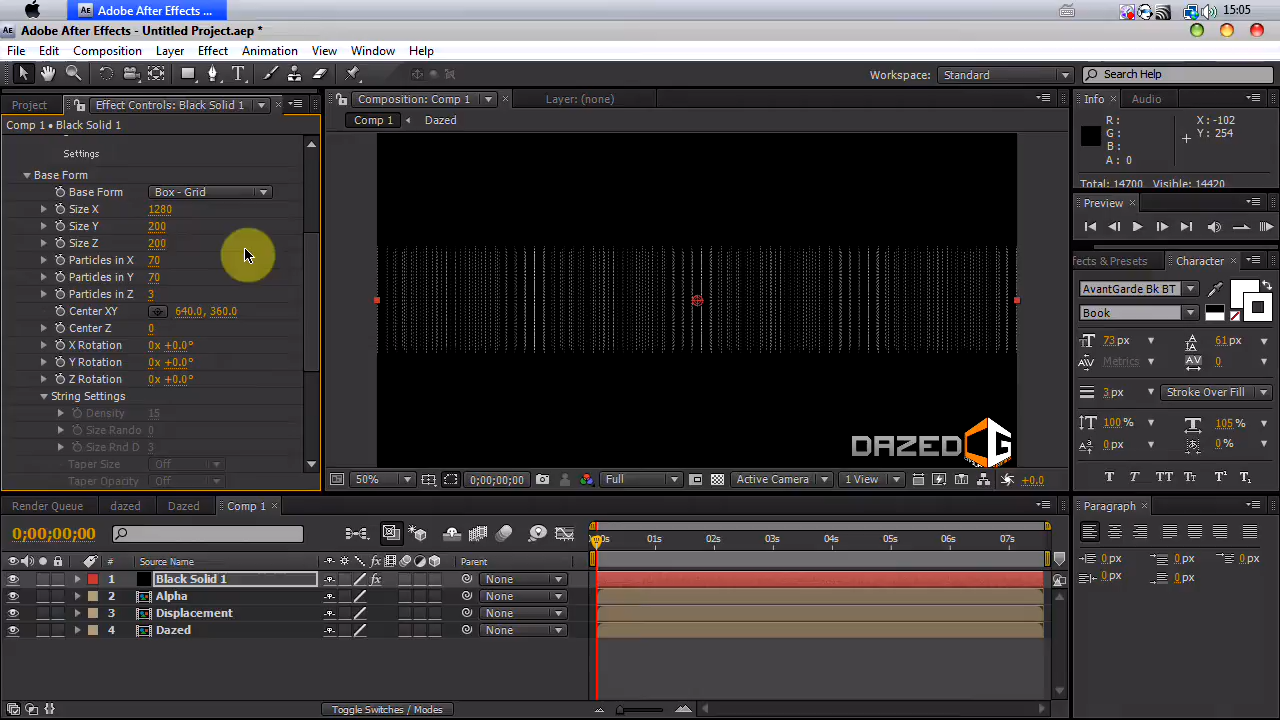 Adobe After Effects ... 15:05
Adobe After Effects - Untitled Project.aep *
File Edit Composition Layer Effect Animation View Window Help
Workspace: Standard Search Help
Project Effect Controls: Black Solid 1 Composition: Comp 1 Layer: (none) Info Audio
Comp 1 • Black Solid 1 Comp 1 Dazed
R : X : -102
G : Y : 254
B :
A : 0
Settings
Total: 14700 Visible: 14420
Base Form
Base Form Box - Grid
Preview
Size X 1280
Size Y 200
Size Z 200
Particles in X 70
ffects & Presets Character
Particles in Y 70
Particles in Z 3
AvantGarde Bk BT
Center XY 640.0, 360.0
Book
Center Z 0
X Rotation 0x +0.0°
73 px 61 px
Y Rotation 0x +0.0°
Metrics 0
Z Rotation 0x +0.0°
3 px Stroke Over Fill
String Settings
Density 15
100 % 105 %
Size Rando 0
0 px 0 %
Size Rnd D 3
DAZED CG
Taper Size Off
Taper Opacity Off
50% 0;00;00;00 Full Active Camera 1 View +0.0
T T TT Tt T¹ T₁
Render Queue dazed Dazed Comp 1 Paragraph
0;00;00;00
00s 01s 02s 03s 04s 05s 06s 07s
# Source Name fx Parent
0 px 0 px 0 px
0 px 0 px
1 Black Solid 1 fx None
2 Alpha None
3 Displacement None
4 Dazed None
Toggle Switches / Modes